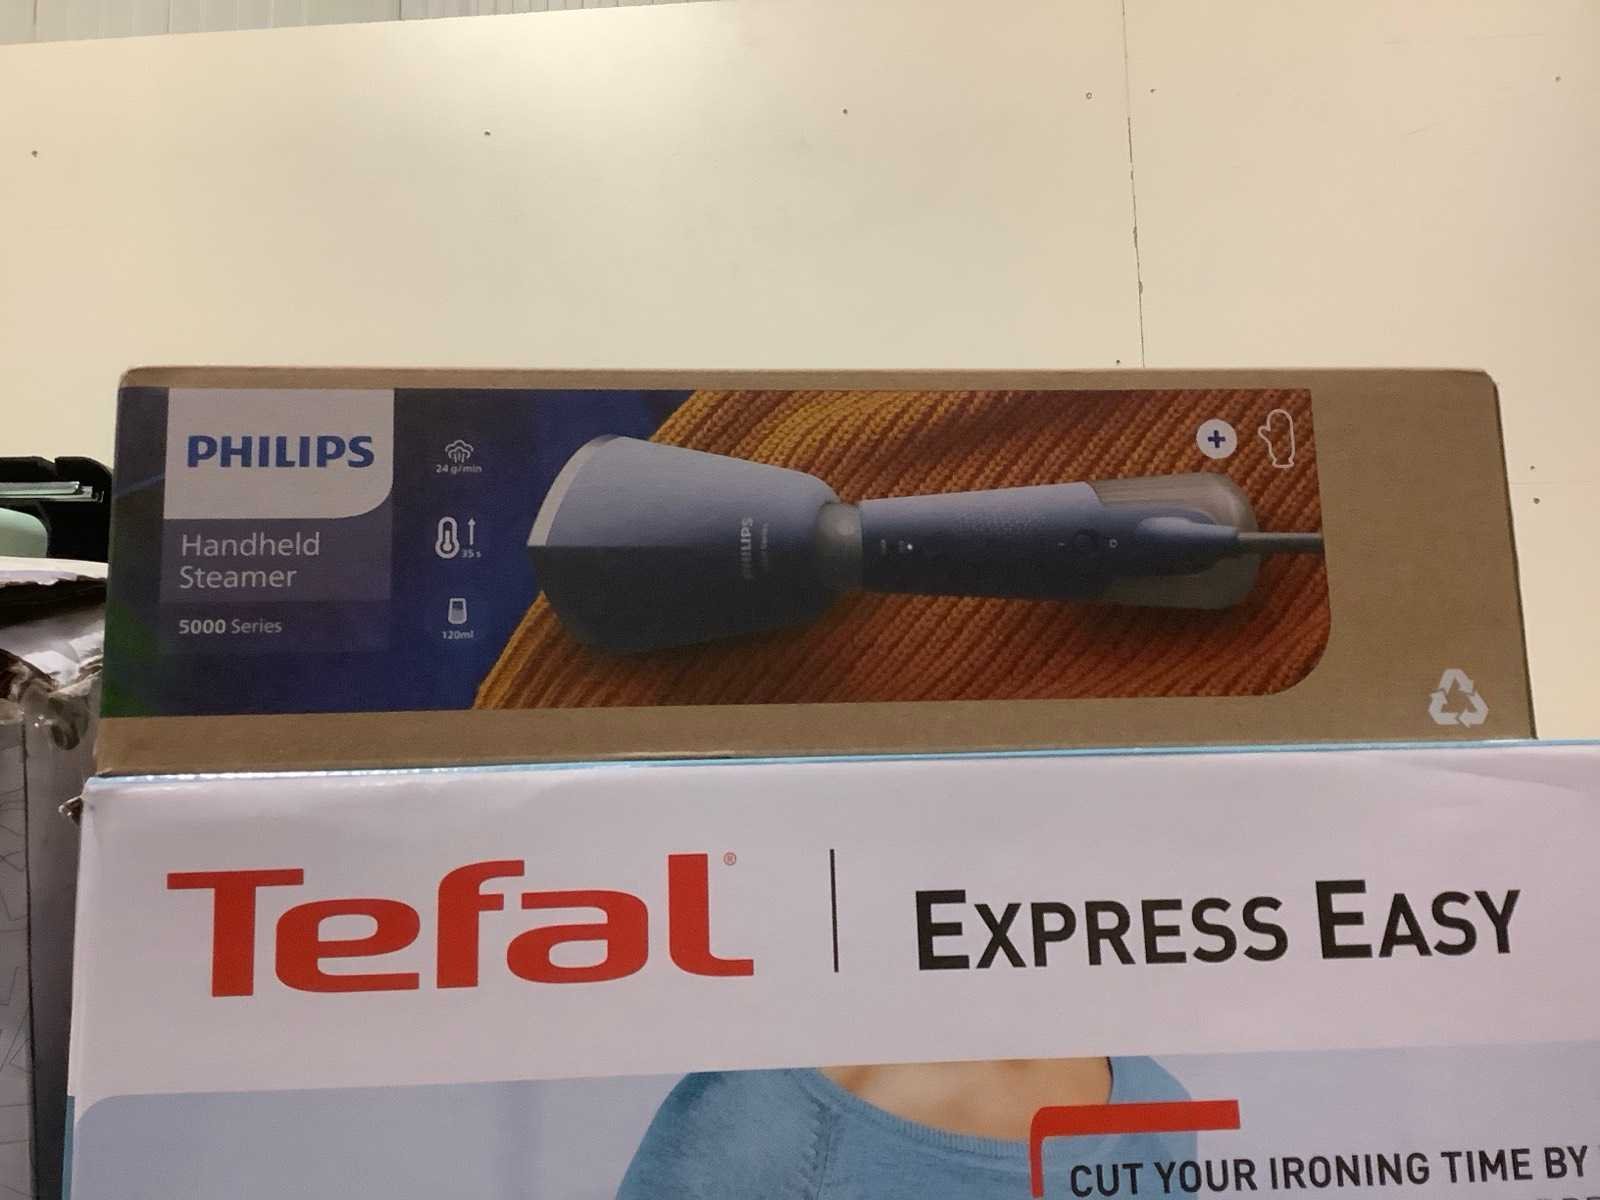 PHILIPS
Handheld
Steamer
5000 Series
24 g/min
35 s
120ml
PHILIPS
Tefal®
EXPRESS EASY
CUT YOUR IRONING TIME BY